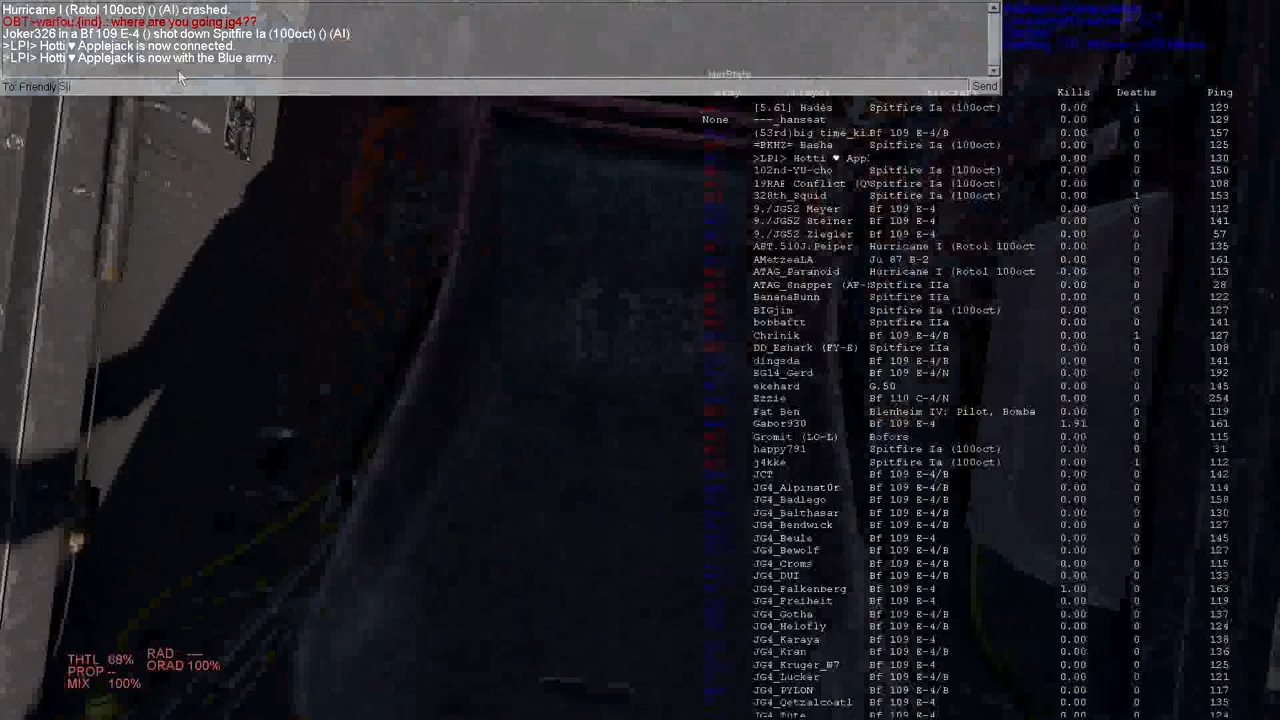 Hurricane I (Rotol 100oct) () (AI) crashed.
OBT~warfou:{ind}.: where are you going jg4??
Joker326 in a Bf 109 E-4 () shot down Spitfire Ia (100oct) () (AI)
>LPI> Hotti ♥ Applejack is now connected.
>LPI> Hotti ♥ Applejack is now with the Blue army.
To: Friendly Sli Send
NetStats
Kills Deaths Ping
[5.61] Hadès Spitfire Ia (100oct) 0.00 1 129
None ---_hanseat 0.00 0 129
(53rd)big_time_ki Bf 109 E-4/B 0.00 0 157
=BKHZ= Basha Spitfire Ia (100oct) 0.00 0 125
>LPI> Hotti ♥ App 0.00 0 130
102nd-YU-cho Spitfire Ia (100oct) 0.00 0 150
19RAF Conflict (QV Spitfire Ia (100oct) 0.00 0 108
328th_Squid Spitfire Ia (100oct) 0.00 1 153
9./JG52 Meyer Bf 109 E-4 0.00 0 112
9./JG52 Steiner Bf 109 E-4 0.00 0 141
9./JG52 Ziegler Bf 109 E-4 0.00 0 57
ABT.510J.Peiper Hurricane I (Rotol 100oct 0.00 0 135
AMetzeaLA Ju 87 B-2 0.00 0 161
ATAG_Paranoid Hurricane I (Rotol 100oct 0.00 0 113
ATAG_Snapper (AP- Spitfire IIa 0.00 0 28
BananaBunn Spitfire IIa 0.00 0 122
BIGjim Spitfire Ia (100oct) 0.00 0 127
bobbaftt Spitfire IIa 0.00 0 141
Chrinik Bf 109 E-4/B 0.00 1 127
DD_Eshark (FY-E) Spitfire IIa 0.00 0 108
dingsda Bf 109 E-4/B 0.00 0 141
EG14_Gerd Bf 109 E-4/N 0.00 0 192
ekehard G.50 0.00 0 145
Ezzie Bf 110 C-4/N 0.00 0 254
Fat Ben Blenheim IV: Pilot, Bomba 0.00 0 119
Gabor930 Bf 109 E-4 1.91 0 161
Gromit (LO-L) Bofors 0.00 0 115
happy791 Spitfire Ia (100oct) 0.00 0 31
j4kke Spitfire Ia (100oct) 0.00 1 112
JCT Bf 109 E-4/B 0.00 0 142
JG4_Alpinat0r Bf 109 E-4/B 0.00 0 114
JG4_Badlego Bf 109 E-4/B 0.00 0 158
JG4_Balthasar Bf 109 E-4/B 0.00 0 130
JG4_Bendwick Bf 109 E-4/B 0.00 0 127
JG4_Beule Bf 109 E-4 0.00 0 145
JG4_Bewolf Bf 109 E-4/B 0.00 0 127
JG4_Croms Bf 109 E-4/B 0.00 0 115
JG4_DUI Bf 109 E-4/B 0.00 0 133
JG4_Falkenberg Bf 109 E-4 1.00 0 163
JG4_Freiheit Bf 109 E-4 0.00 0 119
JG4_Gotha Bf 109 E-4/B 0.00 0 137
JG4_Helofly Bf 109 E-4/B 0.00 0 124
JG4_Karaya Bf 109 E-4 0.00 0 138
JG4_Kran Bf 109 E-4/B 0.00 0 136
JG4_Kruger_W7 Bf 109 E-4 0.00 0 125
JG4_Lucker Bf 109 E-4/B 0.00 0 121
JG4_PYLON Bf 109 E-4/B 0.00 0 117
JG4_Qetzalcoatl Bf 109 E-4 0.00 0 135
JG4_Tute Bf 109 E-4 0.00 0 124
THTL 68% RAD ---
PROP -- ORAD 100%
MIX 100%